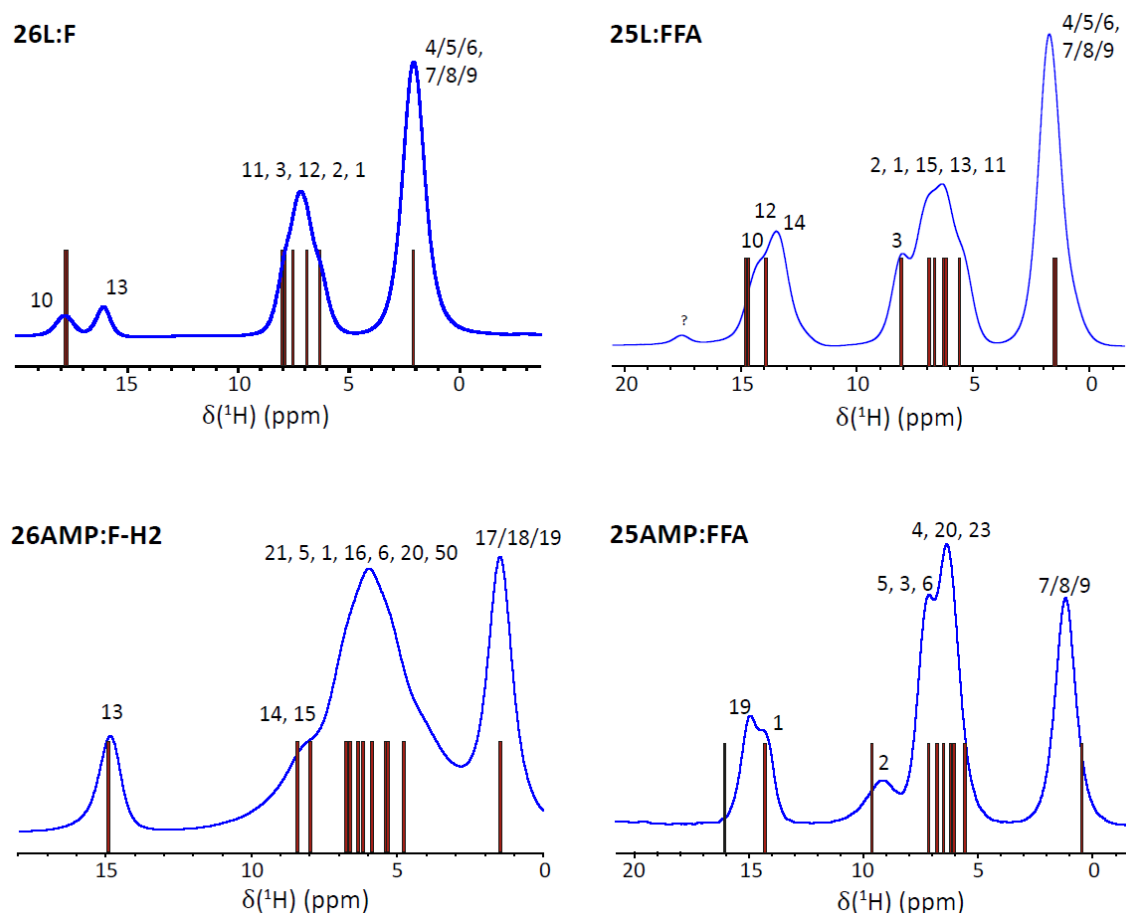 26L:F
4/5/6,
7/8/9
11, 3, 12, 2, 1
10
13
15
10
5
0
δ(¹H) (ppm)
25L:FFA
4/5/6,
7/8/9
2, 1, 15, 13, 11
12
14
10
3
?
20
15
10
5
0
δ(¹H) (ppm)
26AMP:F-H2
21, 5, 1, 16, 6, 20, 50
17/18/19
13
14, 15
15
10
5
0
δ(¹H) (ppm)
25AMP:FFA
4, 20, 23
5, 3, 6
7/8/9
19
1
2
20
15
10
5
0
δ(¹H) (ppm)